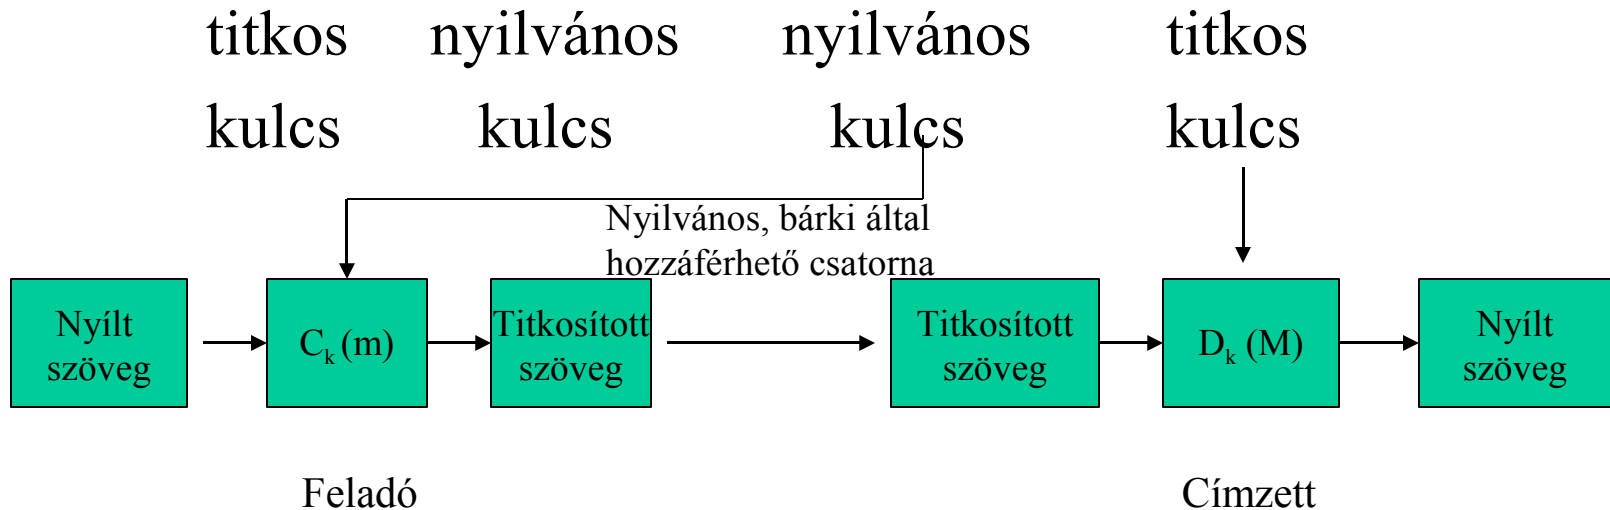 titkos nyilvános nyilvános titkos
kulcs kulcs kulcs kulcs
Nyilvános, bárki által
hozzáférhető csatorna
Nyílt
szöveg
Ck (m)
Titkosított
szöveg
Titkosított
szöveg
Dk (M)
Nyílt
szöveg
Feladó
Címzett